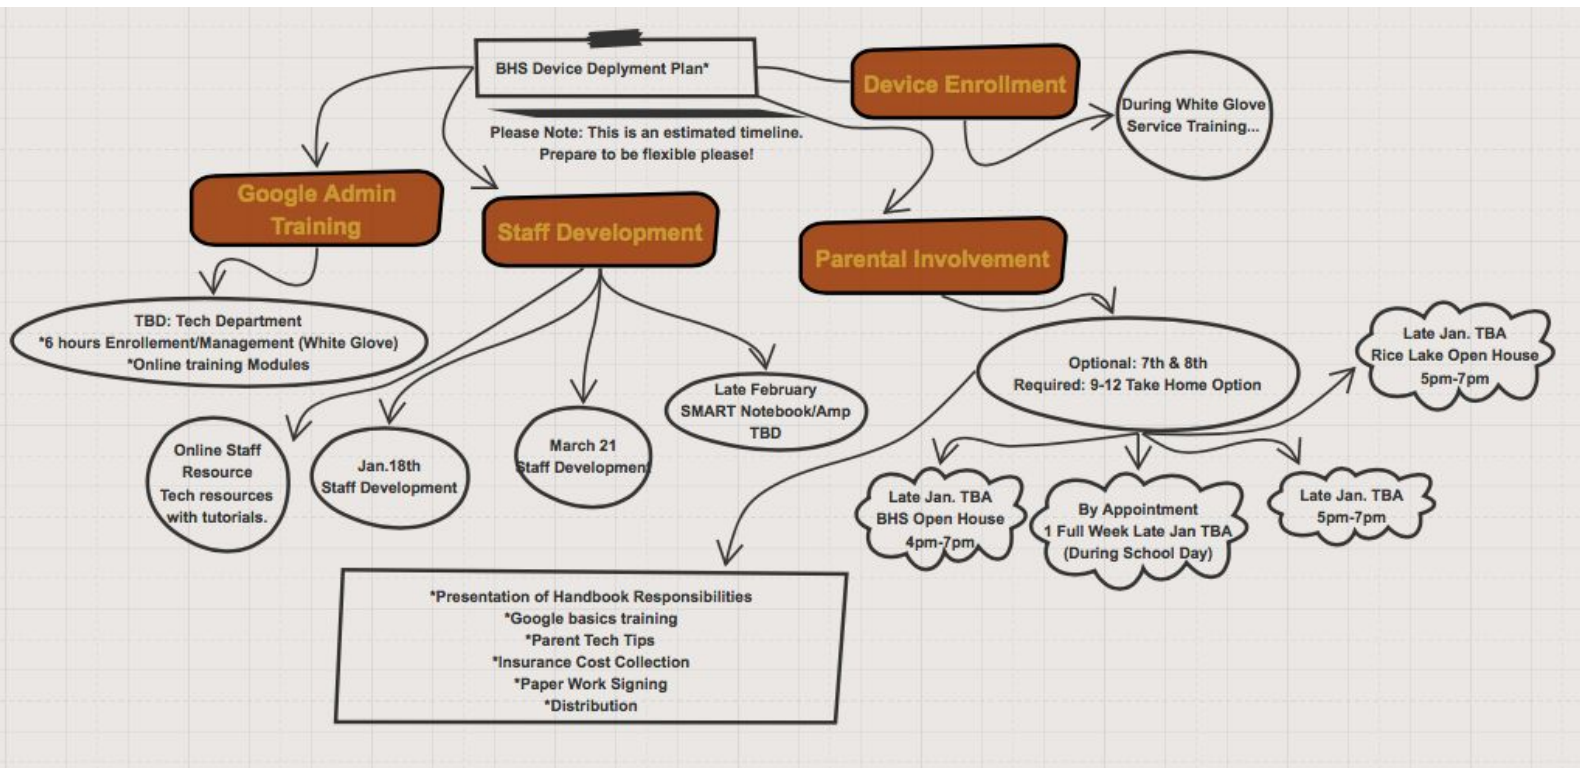 BHS Device Deplyment Plan*
Please Note: This is an estimated timeline.
Prepare to be flexible please!
Device Enrollment
During White Glove
Service Training...
Google Admin
Training
Staff Development
Parental Involvement
TBD: Tech Department
*6 hours Enrollement/Management (White Glove)
*Online training Modules
Online Staff
Resource
Tech resources
with tutorials.
Jan.18th
Staff Development
March 21
Staff Development
Late February
SMART Notebook/Amp
TBD
Optional: 7th & 8th
Required: 9-12 Take Home Option
Late Jan. TBA
Rice Lake Open House
5pm-7pm
Late Jan. TBA
BHS Open House
4pm-7pm
By Appointment
1 Full Week Late Jan TBA
(During School Day)
Late Jan. TBA
5pm-7pm
*Presentation of Handbook Responsibilities
*Google basics training
*Parent Tech Tips
*Insurance Cost Collection
*Paper Work Signing
*Distribution